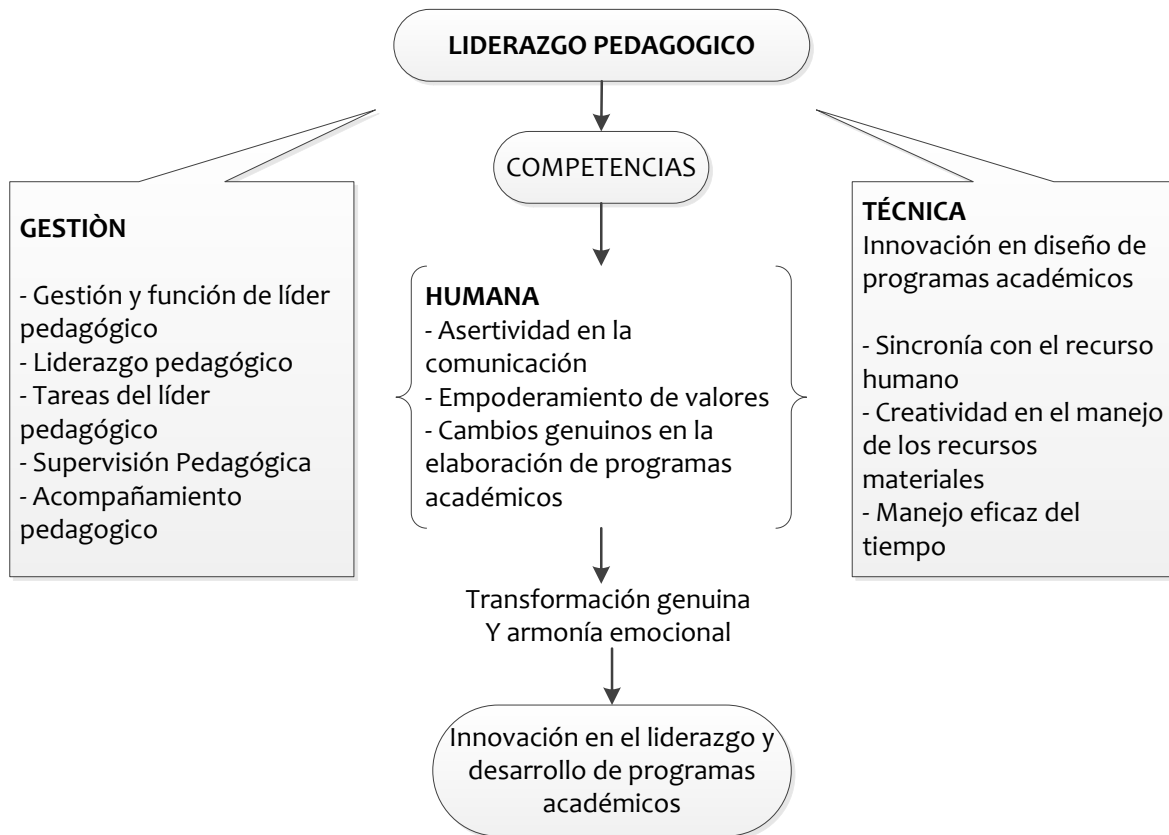 LIDERAZGO PEDAGOGICO
COMPETENCIAS
GESTIÒN
- Gestión y función de líder
pedagógico
- Liderazgo pedagógico
- Tareas del líder
pedagógico
- Supervisión Pedagógica
- Acompañamiento
pedagogico
HUMANA
- Asertividad en la
comunicación
- Empoderamiento de valores
- Cambios genuinos en la
elaboración de programas
académicos
TÉCNICA
Innovación en diseño de
programas académicos
- Sincronía con el recurso
humano
- Creatividad en el manejo
de los recursos
materiales
- Manejo eficaz del
tiempo
Transformación genuina
Y armonía emocional
Innovación en el liderazgo y
desarrollo de programas
académicos